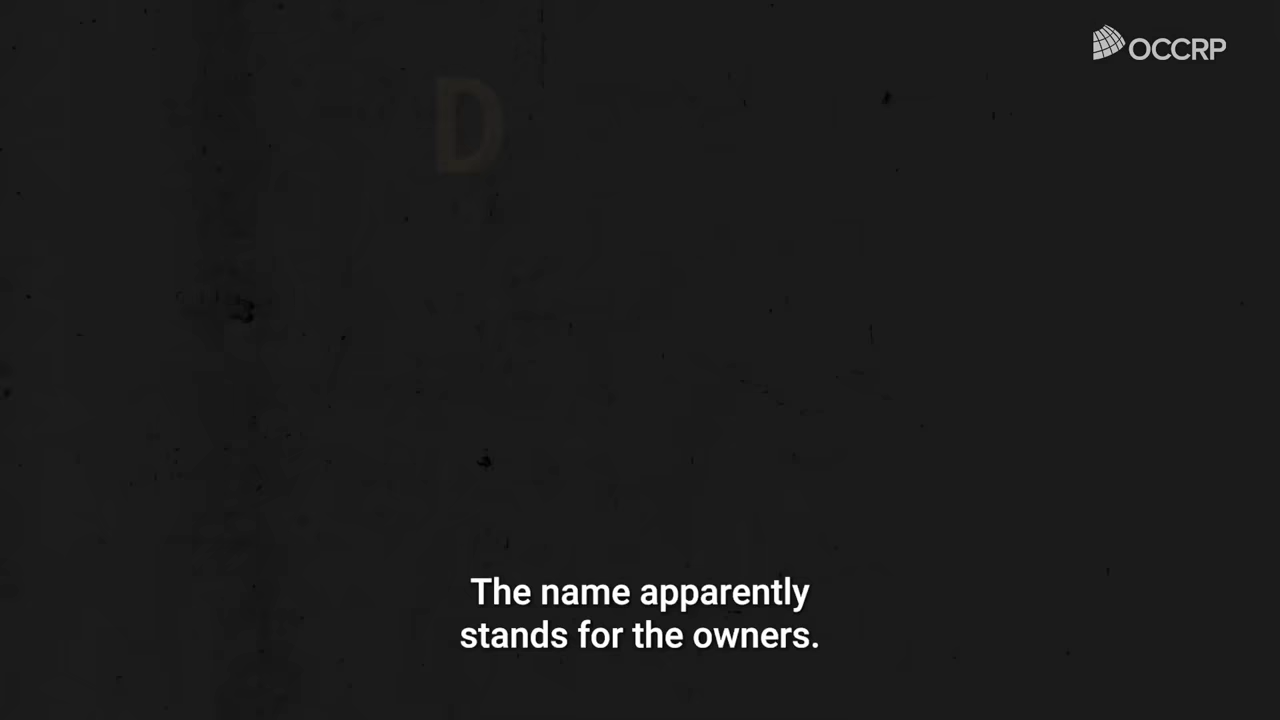 OCCRP
D
The name apparently
stands for the owners.